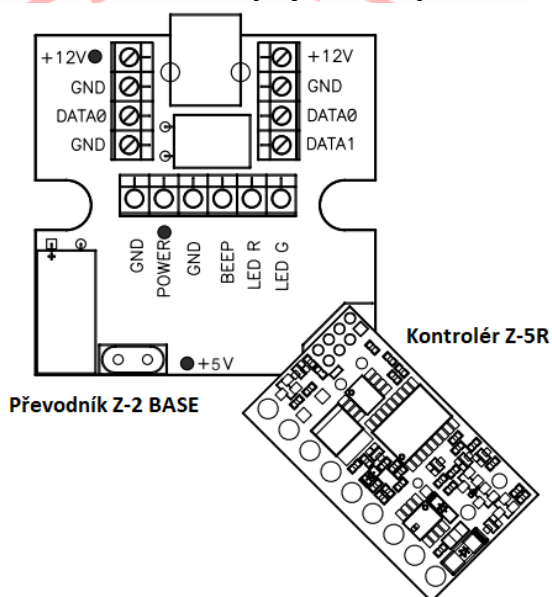 +12V
GND
DATA0
GND
+12V
GND
DATA0
DATA1
GND
POWER
GND
BEEP
LED R
LED G
+
+5V
Kontrolér Z-5R
Převodník Z-2 BASE